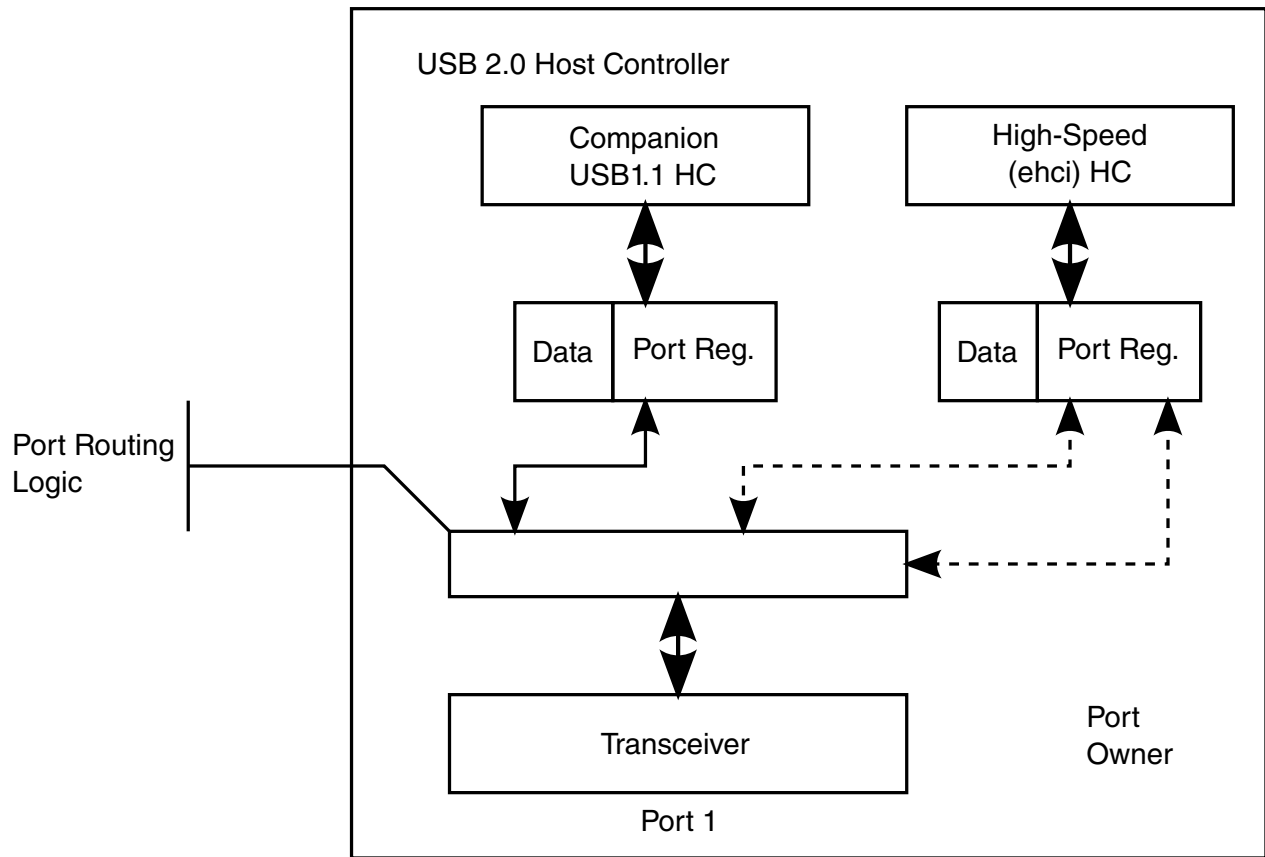 USB 2.0 Host Controller
Companion
USB1.1 HC
High-Speed
(ehci) HC
Data
Port Reg.
Data
Port Reg.
Port Routing
Logic
Transceiver
Port 1
Port
Owner